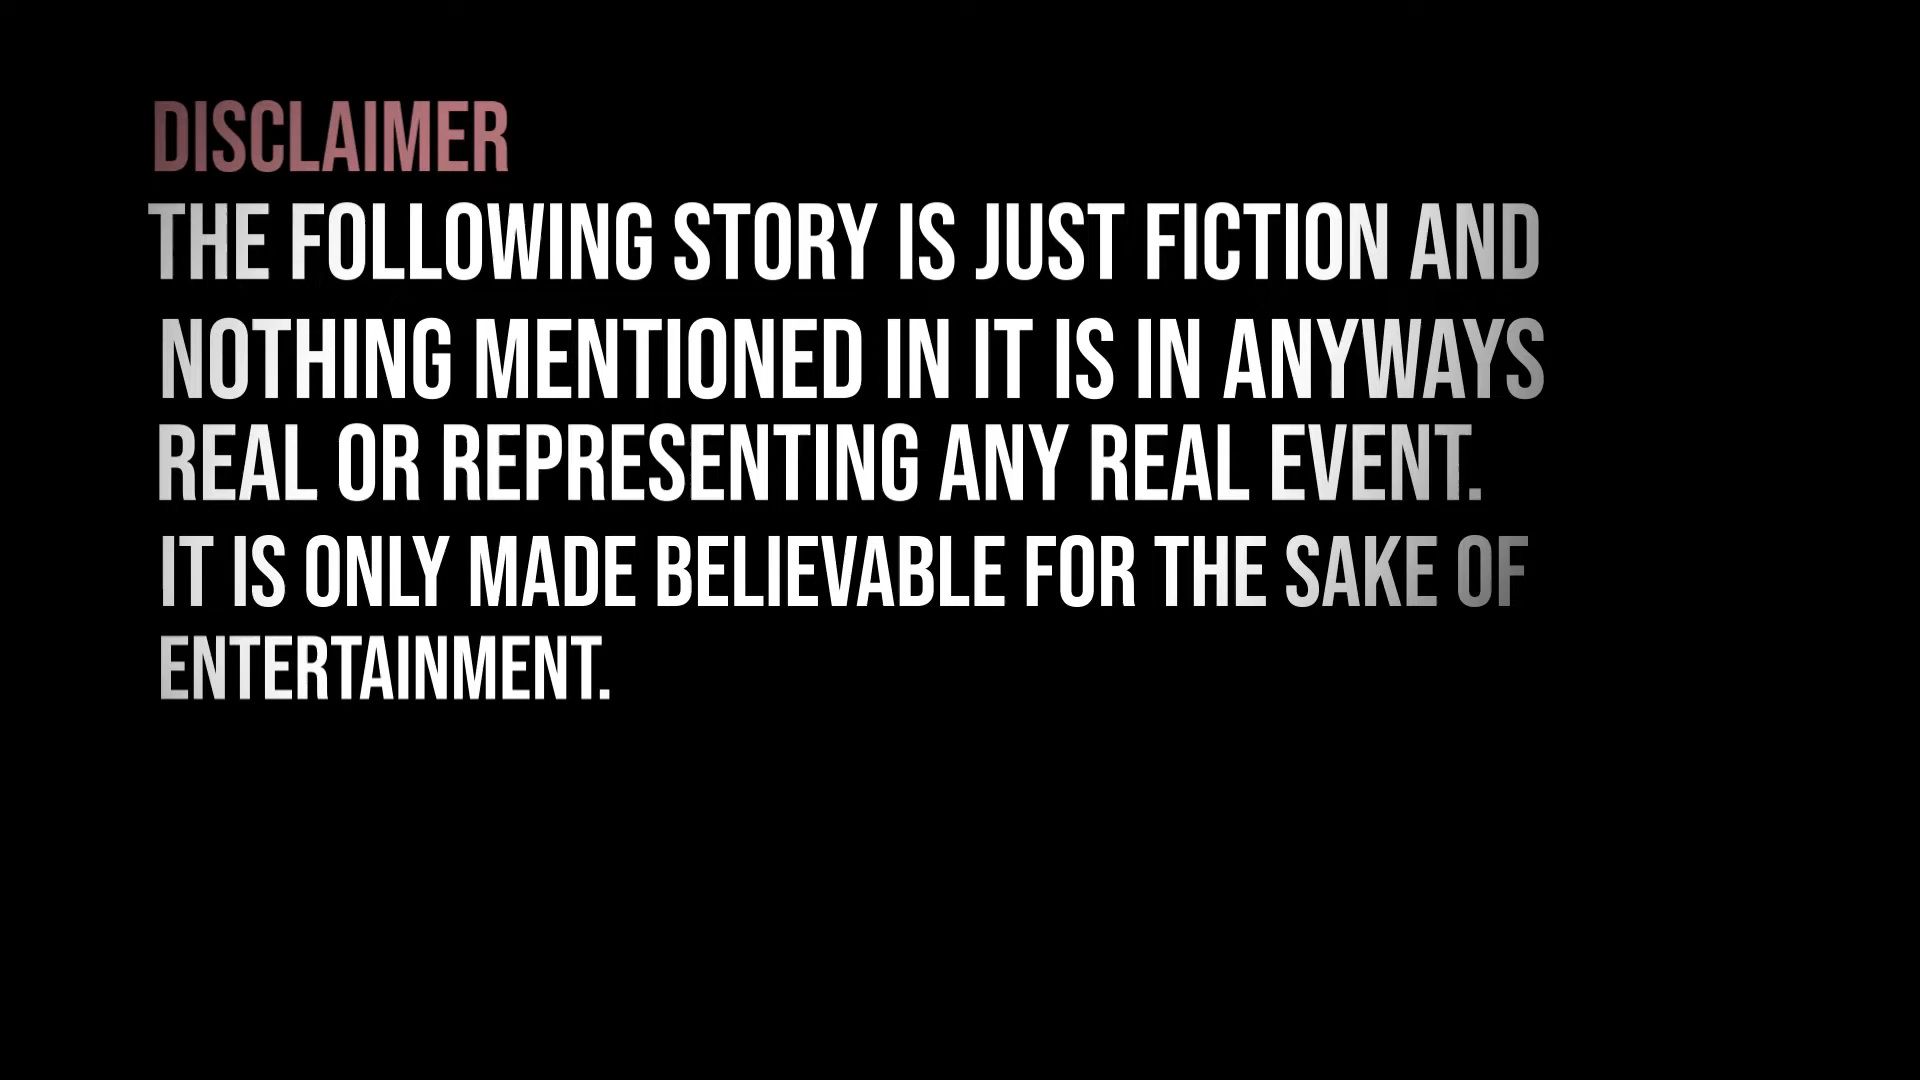 DISCLAIMER
THE FOLLOWING STORY IS JUST FICTION AND
NOTHING MENTIONED IN IT IS IN ANYWAYS
REAL OR REPRESENTING ANY REAL EVENT.
IT IS ONLY MADE BELIEVABLE FOR THE SAKE OF
ENTERTAINMENT.